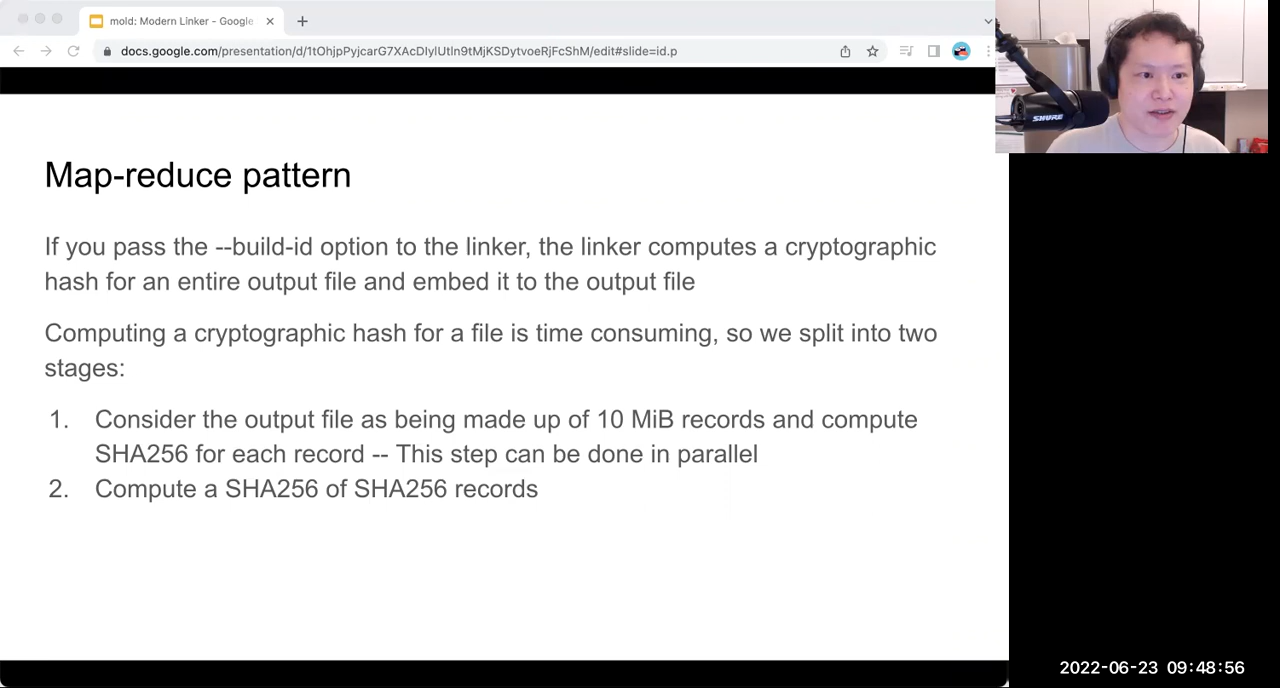 mold: Modern Linker - Google
docs.google.com/presentation/d/1tOhjpPyjcarG7XAcDIylUtln9tMjKSDytvoeRjFcShM/edit#slide=id.p
SHURE
Map-reduce pattern
If you pass the --build-id option to the linker, the linker computes a cryptographic
hash for an entire output file and embed it to the output file
Computing a cryptographic hash for a file is time consuming, so we split into two
stages:
1. Consider the output file as being made up of 10 MiB records and compute
SHA256 for each record -- This step can be done in parallel
2. Compute a SHA256 of SHA256 records
2022-06-23 09:48:56